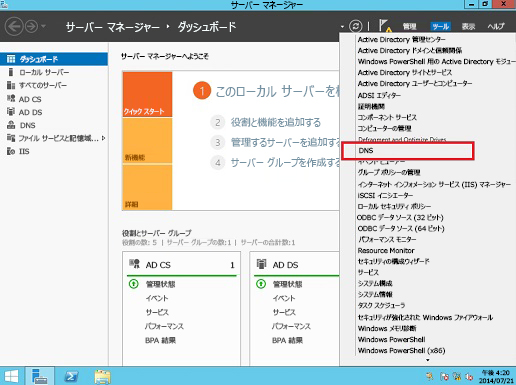 サーバー マネージャー
サーバー マネージャー ・ ダッシュボード
管理 ツール 表示 ヘルプ
ダッシュボード
ローカル サーバー
すべてのサーバー
AD CS
AD DS
DNS
ファイル サービスと記憶域...
IIS
サーバー マネージャーへようこそ
クイック スタート
新機能
詳細
1 このローカル サーバーを構
2 役割と機能を追加する
3 管理するサーバーを追加する
4 サーバー グループを作成する
役割とサーバー グループ
役割の数: 5 | サーバー グループの数: 1 | サーバーの合計数: 1
AD CS 1
管理状態
イベント
サービス
パフォーマンス
BPA 結果
AD DS
管理状態
イベント
サービス
パフォーマンス
BPA 結果
Active Directory 管理センター
Active Directory ドメインと信頼関係
Windows PowerShell 用の Active Directory モジュー
Active Directory サイトとサービス
Active Directory ユーザーとコンピューター
ADSI エディター
証明機関
コンポーネント サービス
コンピューターの管理
Defragment and Optimize Drives
DNS
イベント ビューアー
グループ ポリシーの管理
インターネット インフォメーション サービス (IIS) マネージャー
iSCSI イニシエーター
ローカル セキュリティ ポリシー
ODBC データ ソース (32 ビット)
ODBC データ ソース (64 ビット)
パフォーマンス モニター
Resource Monitor
セキュリティの構成ウィザード
サービス
システム構成
システム情報
タスク スケジューラ
セキュリティが強化された Windows ファイアウォール
Windows メモリ診断
Windows PowerShell
Windows PowerShell (x86)
午後 4:20
2014/07/21